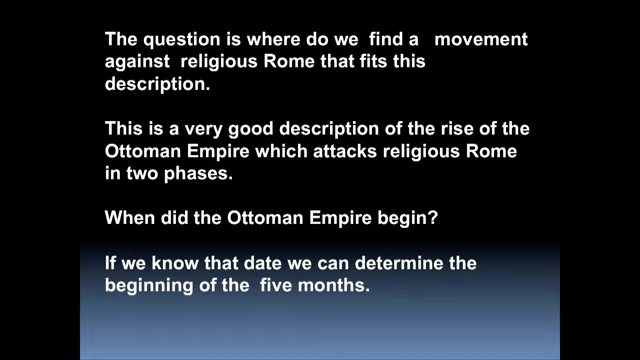 The question is where do we find a movement
against religious Rome that fits this
description.
This is a very good description of the rise of the
Ottoman Empire which attacks religious Rome
in two phases.
When did the Ottoman Empire begin?
If we know that date we can determine the
beginning of the five months.